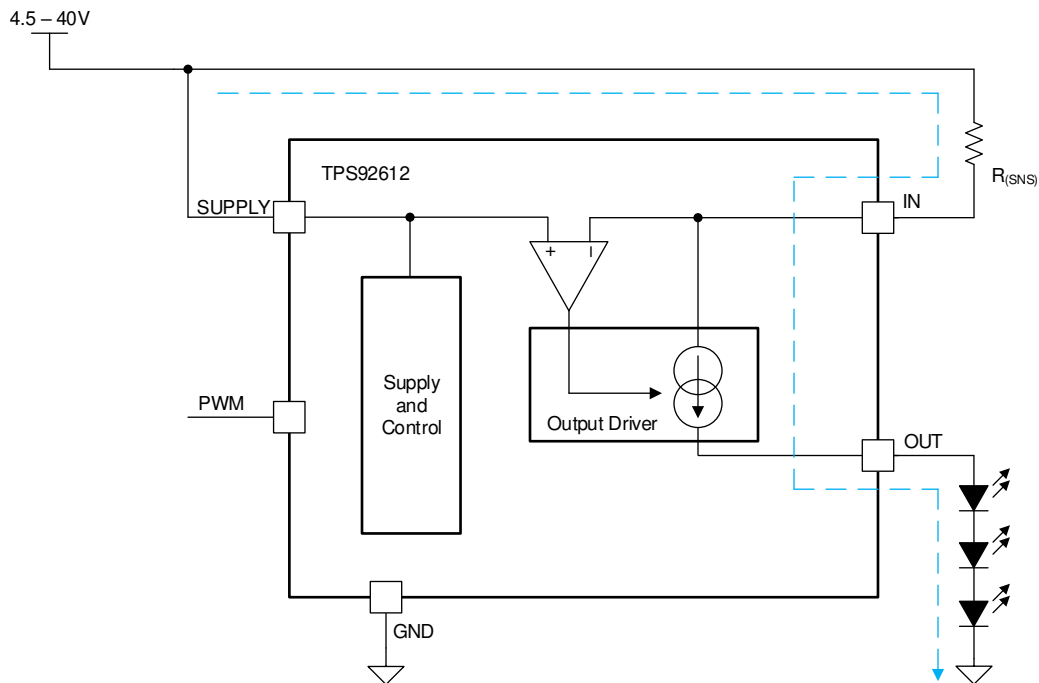 4.5 – 40V
TPS92612
R(SNS)
SUPPLY
IN
+
–
Supply
and
Control
PWM
Output Driver
OUT
GND